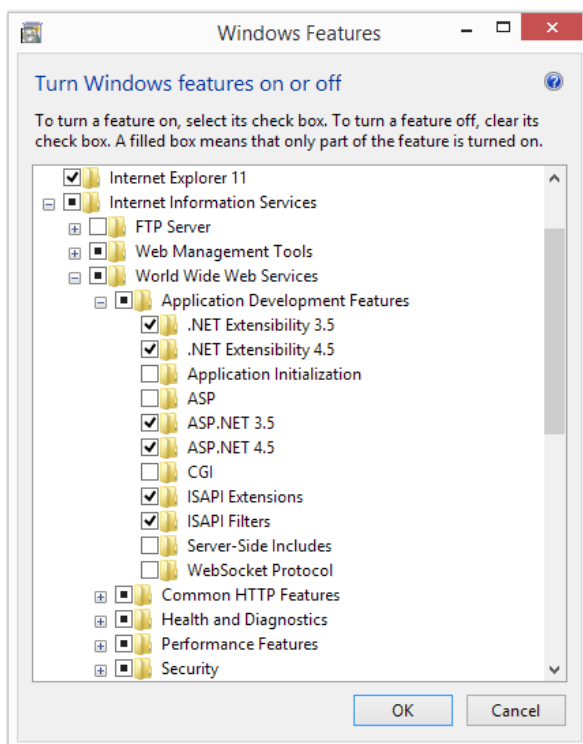 Windows Features
Turn Windows features on or off
To turn a feature on, select its check box. To turn a feature off, clear its
check box. A filled box means that only part of the feature is turned on.
Internet Explorer 11
Internet Information Services
FTP Server
Web Management Tools
World Wide Web Services
Application Development Features
.NET Extensibility 3.5
.NET Extensibility 4.5
Application Initialization
ASP
ASP.NET 3.5
ASP.NET 4.5
CGI
ISAPI Extensions
ISAPI Filters
Server-Side Includes
WebSocket Protocol
Common HTTP Features
Health and Diagnostics
Performance Features
Security
OK Cancel